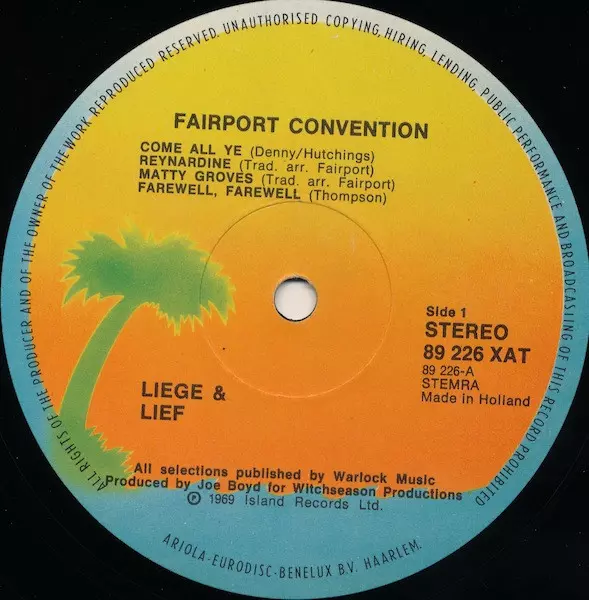 ALL RIGHTS OF THE PRODUCER AND OF THE OWNER OF THE WORK REPRODUCED RESERVED. UNAUTHORISED COPYING, HIRING, LENDING, PUBLIC PERFORMANCE AND BROADCASTING OF THIS RECORD PROHIBITED
FAIRPORT CONVENTION
COME ALL YE (Denny/Hutchings)
REYNARDINE (Trad. arr. Fairport)
MATTY GROVES (Trad. arr. Fairport)
FAREWELL, FAREWELL (Thompson)
Side 1
STEREO
89 226 XAT
89 226-A
STEMRA
Made in Holland
LIEGE &
LIEF
All selections published by Warlock Music
Produced by Joe Boyd for Witchseason Productions
Ⓟ 1969 Island Records Ltd.
ARIOLA-EURODISC-BENELUX B.V. HAARLEM.